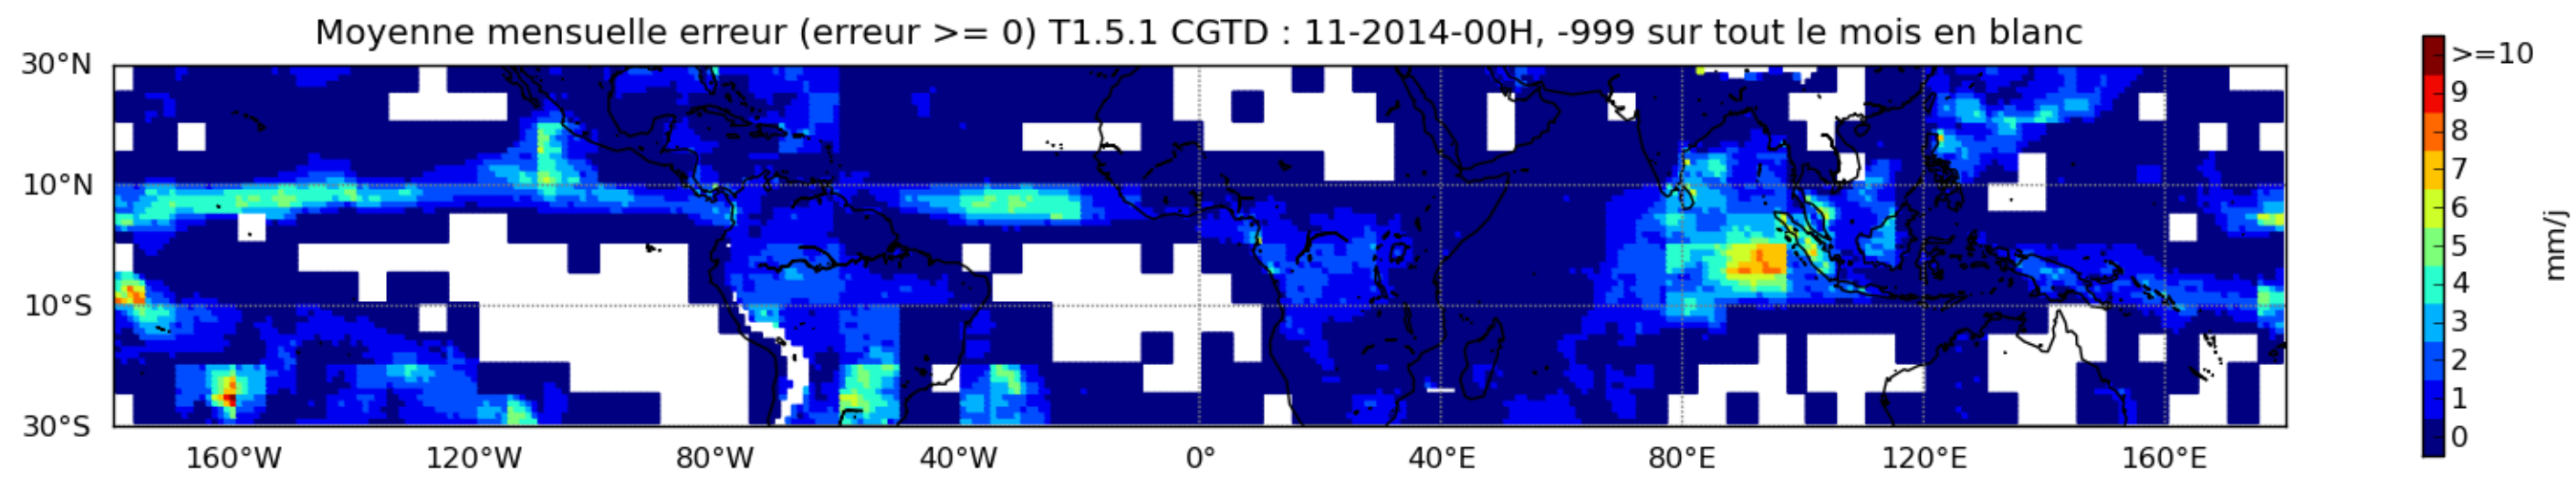 Moyenne mensuelle erreur (erreur >= 0) T1.5.1 CGTD : 11-2014-00H, -999 sur tout le mois en blanc
30°N
10°N
10°S
30°S
160°W 120°W 80°W 40°W 0° 40°E 80°E 120°E 160°E
>=10
9
8
7
6
5
4
3
2
1
0
mm/j